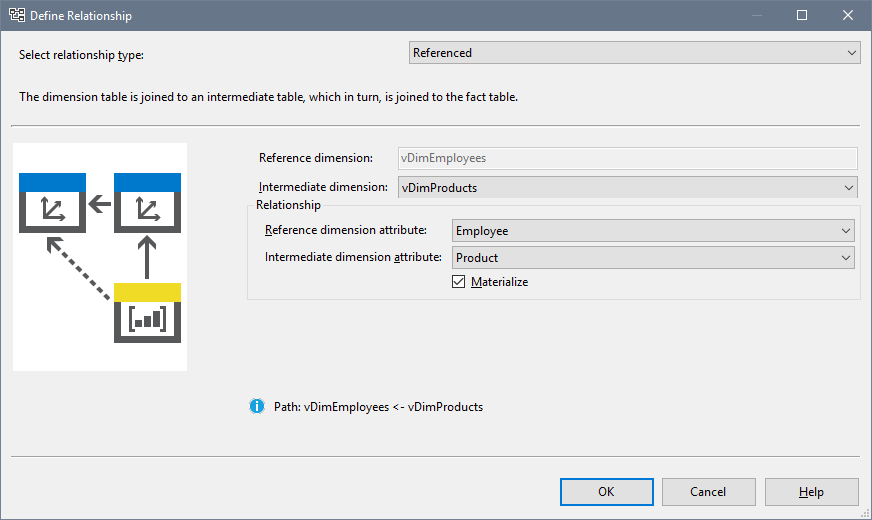 Define Relationship
Select relationship type:
Referenced
The dimension table is joined to an intermediate table, which in turn, is joined to the fact table.
Reference dimension:
vDimEmployees
Intermediate dimension:
vDimProducts
Relationship
Reference dimension attribute:
Employee
Intermediate dimension attribute:
Product
Materialize
Path: vDimEmployees <- vDimProducts
OK
Cancel
Help